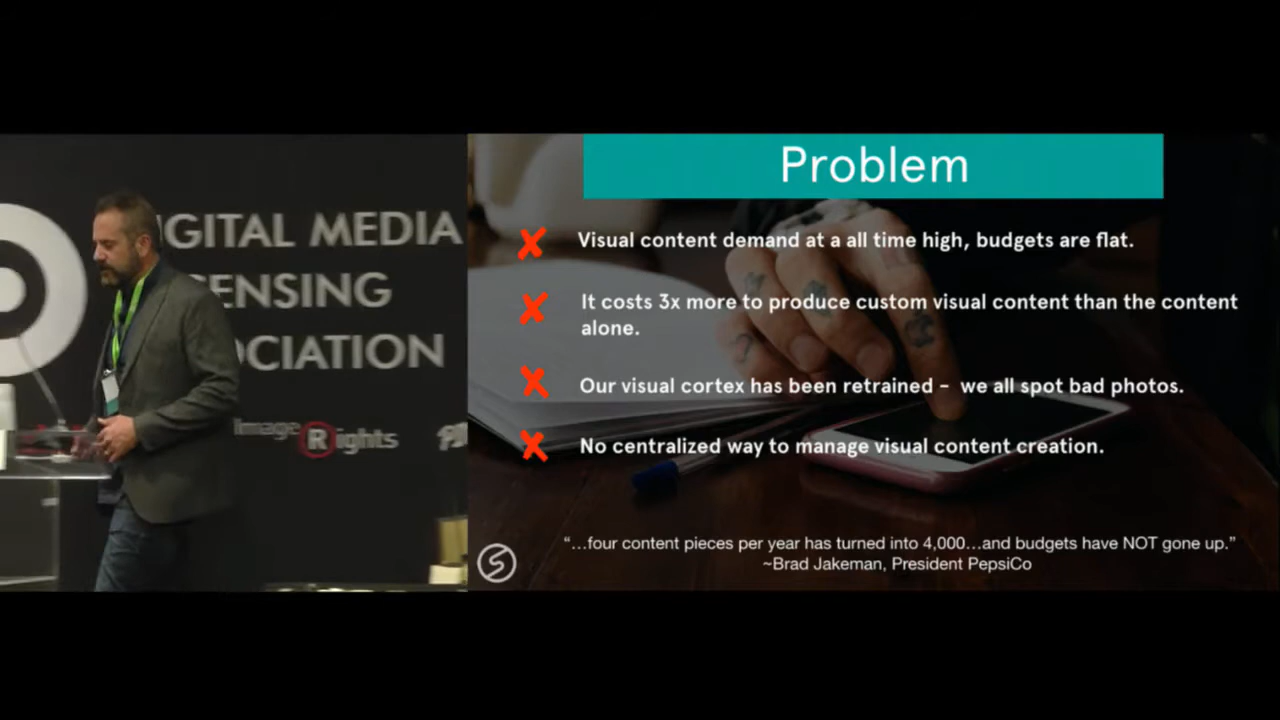 IGITAL MEDIA
ENSING
CIATION
ImageRights
Problem
Visual content demand at a all time high, budgets are flat.
It costs 3x more to produce custom visual content than the content
alone.
Our visual cortex has been retrained - we all spot bad photos.
No centralized way to manage visual content creation.
“...four content pieces per year has turned into 4,000...and budgets have NOT gone up.”
~Brad Jakeman, President PepsiCo